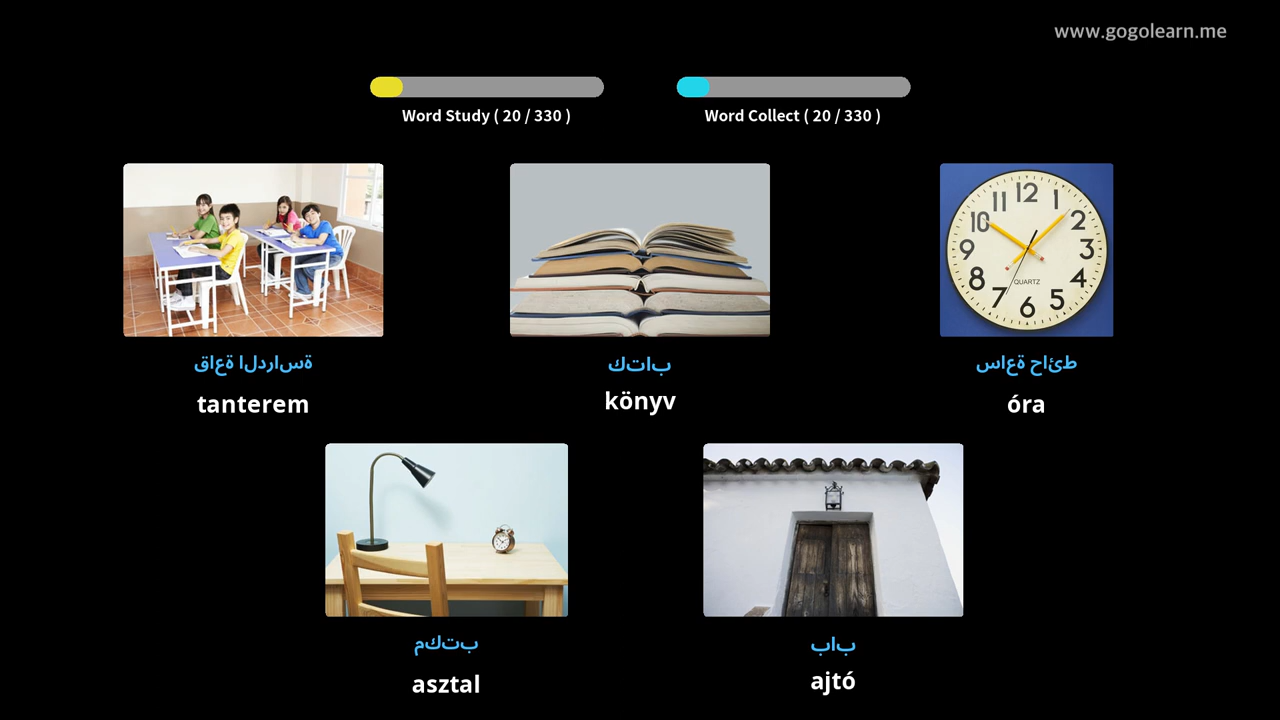 www.gogolearn.me
Word Study ( 20 / 330 )
Word Collect ( 20 / 330 )
12
11
1
10
2
9
3
8
4
QUARTZ
7
5
6
قاعة الدراسة
كتاب
ساعة حائط
tanterem
könyv
óra
مكتب
باب
asztal
ajtó